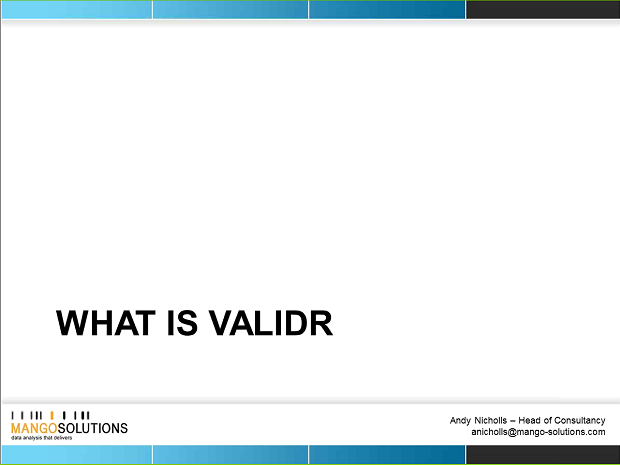 WHAT IS VALIDR
MANGOSOLUTIONS
data analysis that delivers
Andy Nicholls – Head of Consultancy
anicholls@mango-solutions.com